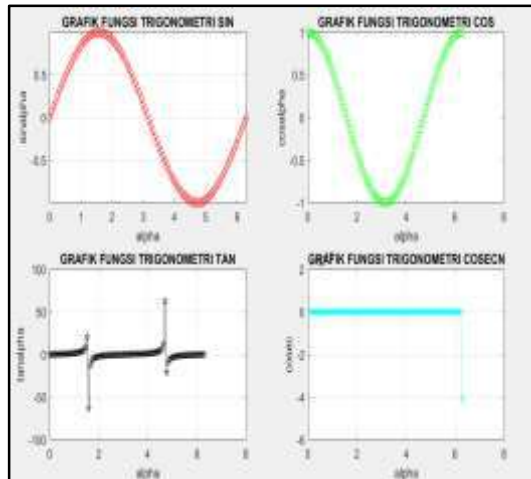 GRAFIK FUNGSI TRIGONOMETRI SIN
0.5
0
-0.5
sinalpha
0 1 2 3 4 5 6
alpha
GRAFIK FUNGSI TRIGONOMETRI COS
1
0.5
0
-0.5
-1
cosalpha
0 2 4 6 8
alpha
GRAFIK FUNGSI TRIGONOMETRI TAN
100
50
0
-50
-100
tanalpha
0 2 4 6 8
alpha
GRAFIK FUNGSI TRIGONOMETRI COSECN
2
0
-2
-4
-6
0 2 4 6 8
alpha